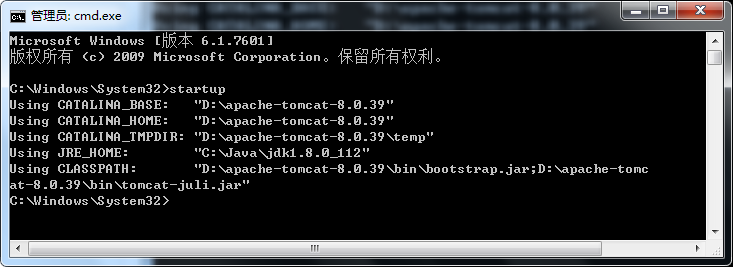 管理员: cmd.exe
Microsoft Windows [版本 6.1.7601]
版权所有 (c) 2009 Microsoft Corporation。保留所有权利。
C:\Windows\System32>startup
Using CATALINA_BASE:   "D:\apache-tomcat-8.0.39"
Using CATALINA_HOME:   "D:\apache-tomcat-8.0.39"
Using CATALINA_TMPDIR: "D:\apache-tomcat-8.0.39\temp"
Using JRE_HOME:        "C:\Java\jdk1.8.0_112"
Using CLASSPATH:       "D:\apache-tomcat-8.0.39\bin\bootstrap.jar;D:\apache-tomc
at-8.0.39\bin\tomcat-juli.jar"
C:\Windows\System32>